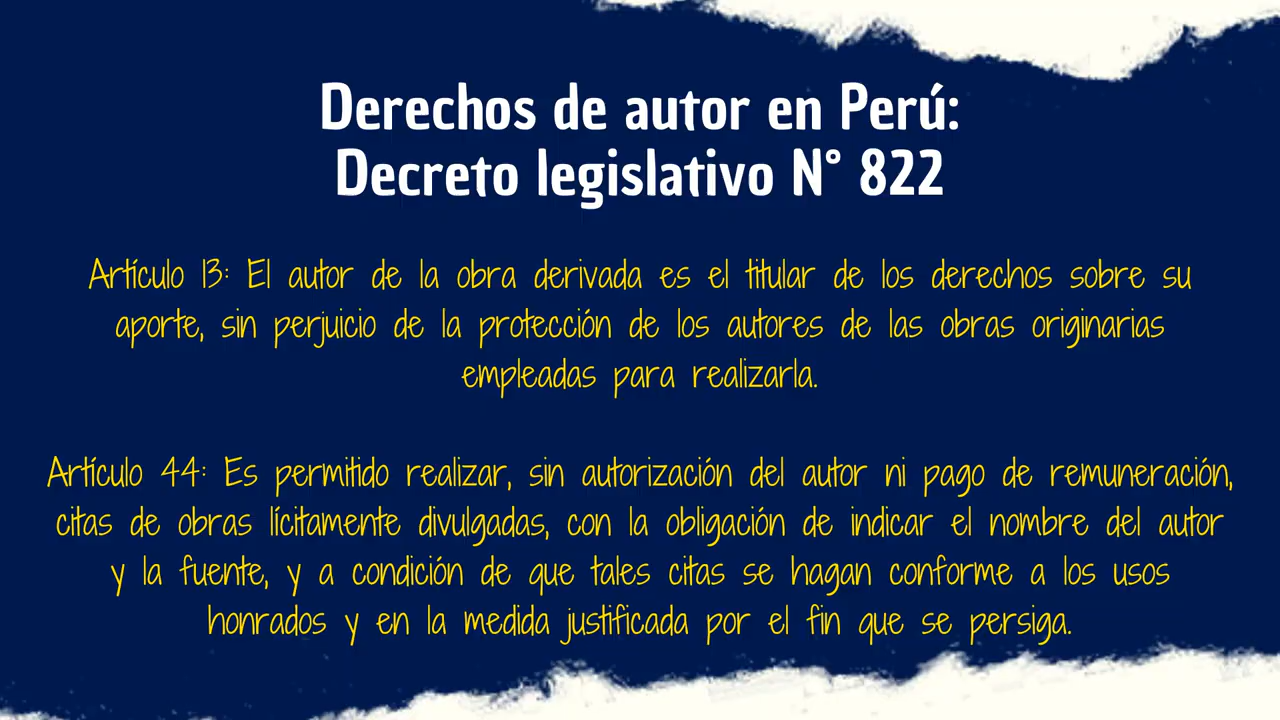 Derechos de autor en Perú:
Decreto legislativo N° 822
Artículo 13: El autor de la obra derivada es el titular de los derechos sobre su
aporte, sin perjuicio de la protección de los autores de las obras originarias
empleadas para realizarla.
Artículo 44: Es permitido realizar, sin autorización del autor ni pago de remuneración,
citas de obras lícitamente divulgadas, con la obligación de indicar el nombre del autor
y la fuente, y a condición de que tales citas se hagan conforme a los usos
honrados y en la medida justificada por el fin que se persiga.